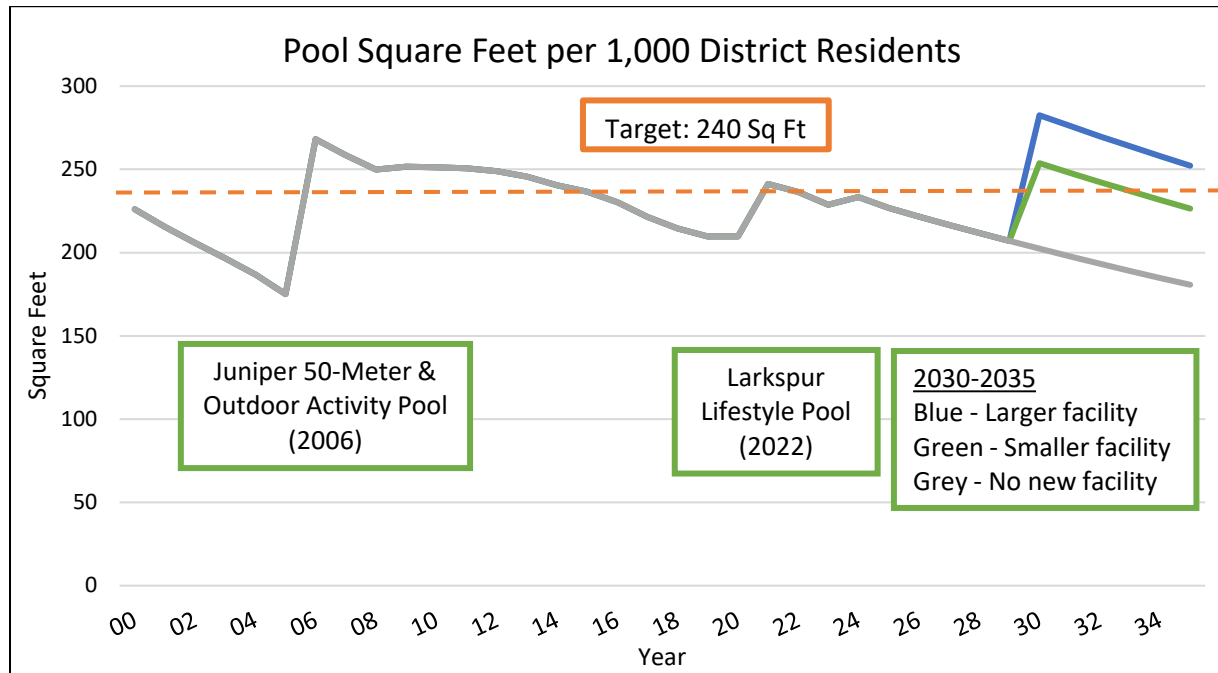 Pool Square Feet per 1,000 District Residents
300
250
200
150
100
50
0
Square Feet
Target: 240 Sq Ft
Juniper 50-Meter &
Outdoor Activity Pool
(2006)
Larkspur
Lifestyle Pool
(2022)
2030-2035
Blue - Larger facility
Green - Smaller facility
Grey - No new facility
00
02
04
06
08
10
12
14
16
18
20
22
24
26
28
30
32
34
Year